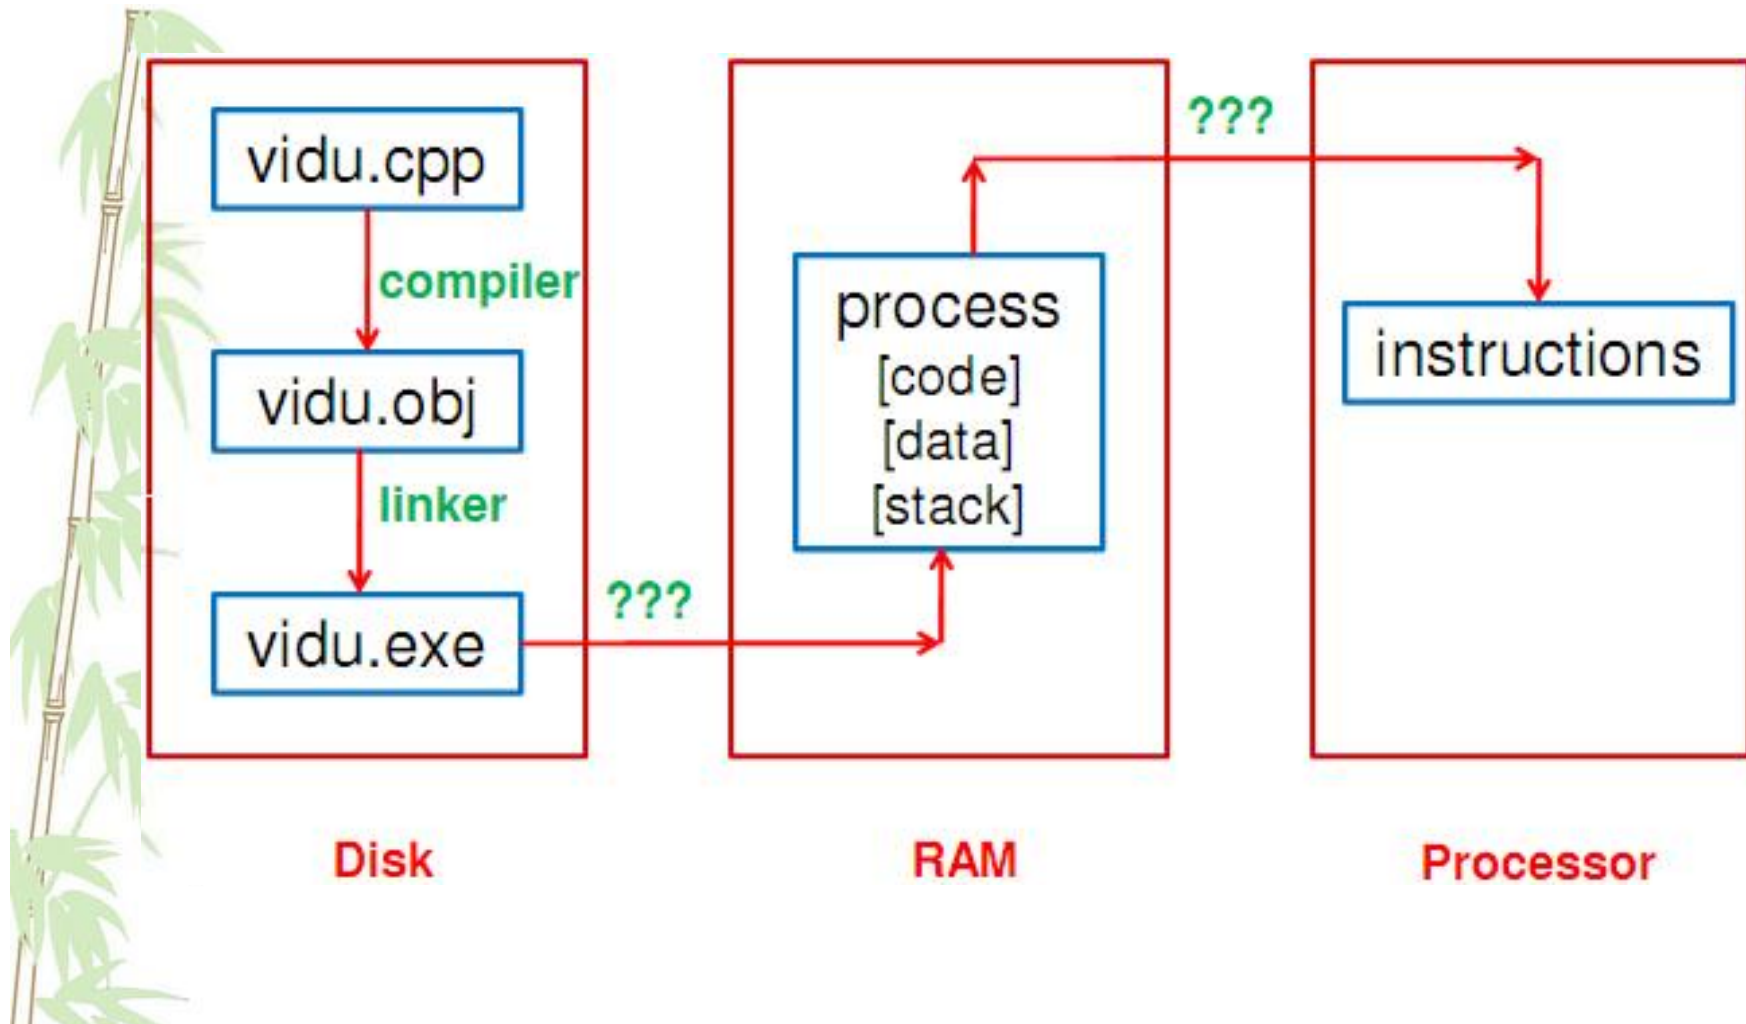 vidu.cpp
compiler
vidu.obj
linker
vidu.exe
???
process
[code]
[data]
[stack]
???
instructions
Disk
RAM
Processor